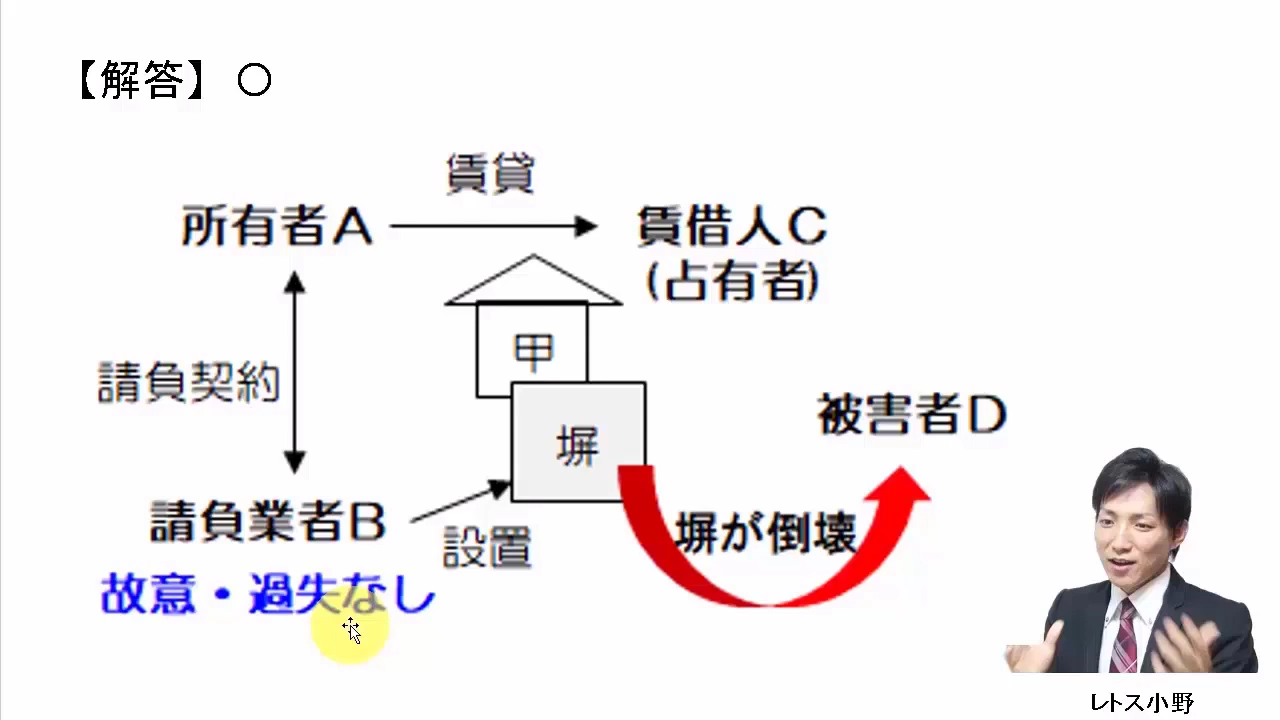 【解答】○
賃貸
所有者A
賃借人C
(占有者)
甲
請負契約
塀
被害者D
請負業者B
設置
塀が倒壊
故意・過失なし
レトス小野